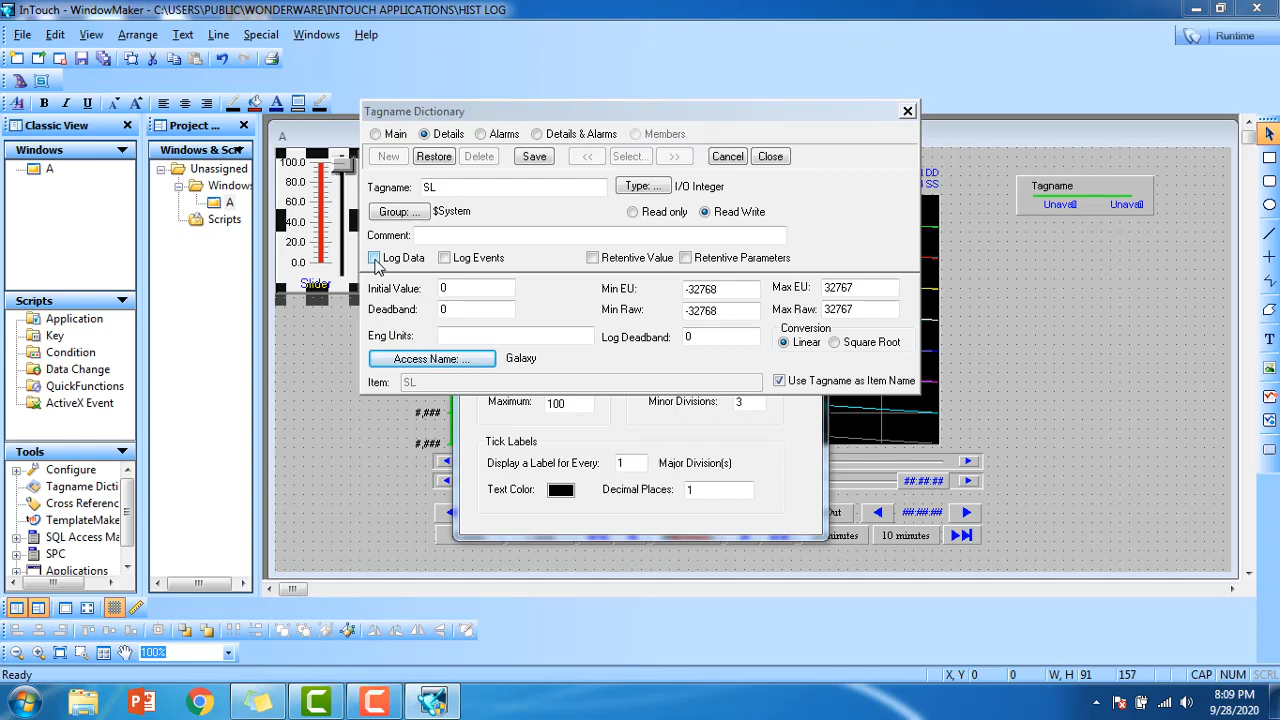 InTouch - WindowMaker - C:\USERS\PUBLIC\WONDERWARE\INTOUCH APPLICATIONS\HIST LOG
File Edit View Arrange Text Line Special Windows Help
Runtime
B I U A A A
Classic View
Project ...
Windows
A
Windows & Scri
Unassigned
Windows
A
Scripts
Scripts
Application
Key
Condition
Data Change
QuickFunctions
ActiveX Event
Tools
Configure
Tagname Dicti
Cross Referenc
TemplateMake
SQL Access Ma
SPC
Applications
A
100.0
80.0
60.0
40.0
20.0
0.0
Slider
Tagname Dictionary
Main Details Alarms Details & Alarms Members
New Restore Delete Save << Select... >> Cancel Close
Tagname: SL Type: ... I/O Integer
Group: ... $System Read only Read Write
Comment:
Log Data Log Events Retentive Value Retentive Parameters
Initial Value: 0 Min EU: -32768 Max EU: 32767
Deadband: 0 Min Raw: -32768 Max Raw: 32767
Eng Units: Log Deadband: 0 Conversion
Linear Square Root
Access Name: ... Galaxy
Item: SL Use Tagname as Item Name
Maximum: 100 Minor Divisions: 3
Tick Labels
Display a Label for Every: 1 Major Division(s)
Text Color: Decimal Places: 1
#,###
#,###
DD
SS
Tagname
Unavail Unavail
##:##:##
Out ##:##:##
minutes 10 minutes
100%
Ready X, Y 0 0 W, H 91 157 CAP NUM SCRL
8:09 PM
9/28/2020